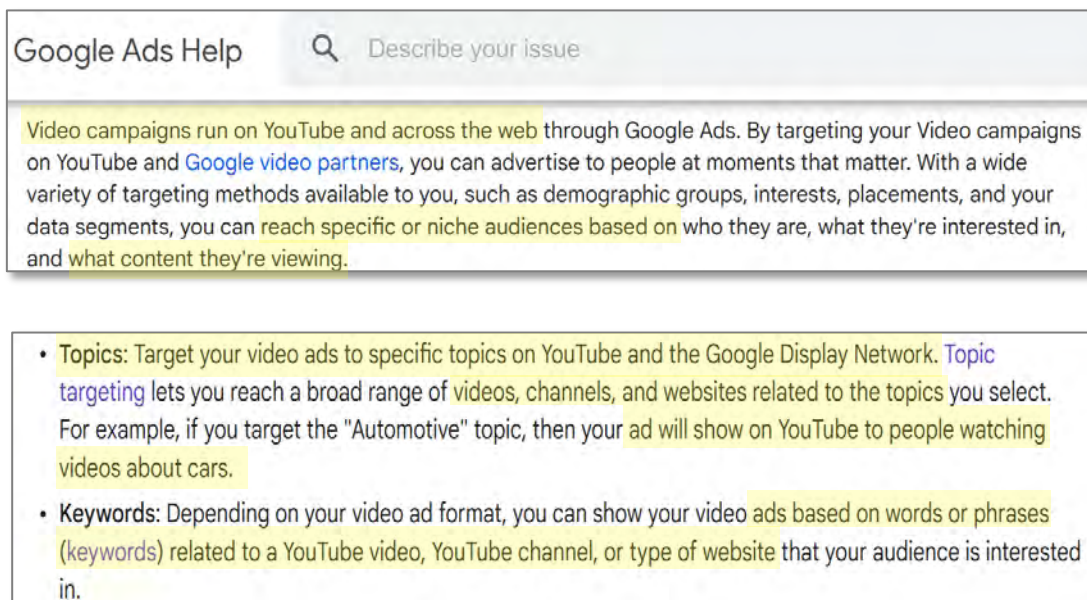 Google Ads Help
Describe your issue
Video campaigns run on YouTube and across the web through Google Ads. By targeting your Video campaigns
on YouTube and Google video partners, you can advertise to people at moments that matter. With a wide
variety of targeting methods available to you, such as demographic groups, interests, placements, and your
data segments, you can reach specific or niche audiences based on who they are, what they're interested in,
and what content they're viewing.
• Topics: Target your video ads to specific topics on YouTube and the Google Display Network. Topic
targeting lets you reach a broad range of videos, channels, and websites related to the topics you select.
For example, if you target the "Automotive" topic, then your ad will show on YouTube to people watching
videos about cars.
• Keywords: Depending on your video ad format, you can show your video ads based on words or phrases
(keywords) related to a YouTube video, YouTube channel, or type of website that your audience is interested
in.